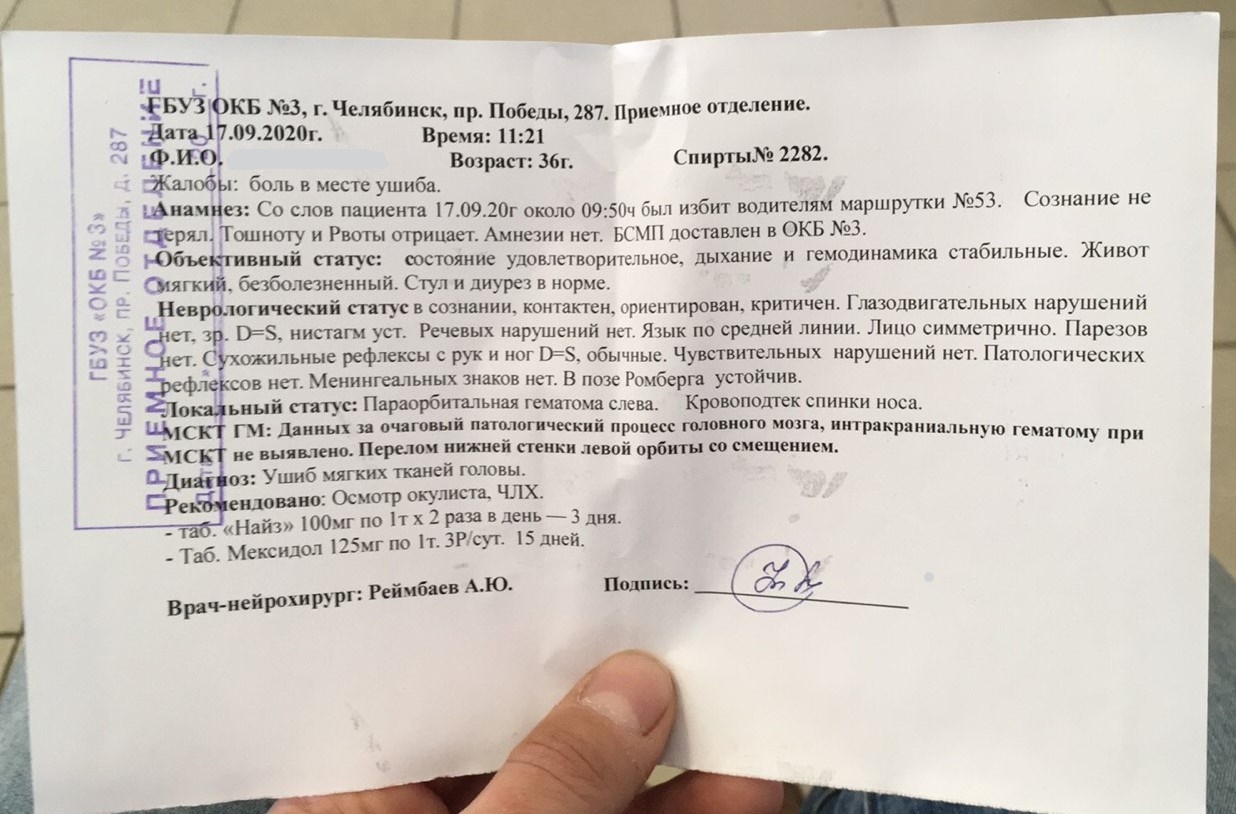 ГБУЗ ОКБ №3, г. Челябинск, пр. Победы, 287. Приемное отделение.
Дата 17.09.2020г. Время: 11:21
Ф.И.О. Возраст: 36г. Спирты№ 2282.
Жалобы: боль в месте ушиба.
Анамнез: Со слов пациента 17.09.20г около 09:50ч был избит водителям маршрутки №53. Сознание не
терял. Тошноту и Рвоты отрицает. Амнезии нет. БСМП доставлен в ОКБ №3.
Объективный статус: состояние удовлетворительное, дыхание и гемодинамика стабильные. Живот
мягкий, безболезненный. Стул и диурез в норме.
Неврологический статус в сознании, контактен, ориентирован, критичен. Глазодвигательных нарушений
нет, зр. D=S, нистагм уст. Речевых нарушений нет. Язык по средней линии. Лицо симметрично. Парезов
нет. Сухожильные рефлексы с рук и ног D=S, обычные. Чувствительных нарушений нет. Патологических
рефлексов нет. Менингеальных знаков нет. В позе Ромберга устойчив.
Локальный статус: Параорбитальная гематома слева. Кровоподтек спинки носа.
МСКТ ГМ: Данных за очаговый патологический процесс головного мозга, интракраниальную гематому при
МСКТ не выявлено. Перелом нижней стенки левой орбиты со смещением.
Диагноз: Ушиб мягких тканей головы.
Рекомендовано: Осмотр окулиста, ЧЛХ.
- таб. «Найз» 100мг по 1т х 2 раза в день — 3 дня.
- Таб. Мексидол 125мг по 1т. 3Р/сут. 15 дней.
Врач-нейрохирург: Реймбаев А.Ю. Подпись:
ГБУЗ «ОКБ №3»
Г. ЧЕЛЯБИНСК, ПР. ПОБЕДЫ, Д. 287
ПРИЕМНОЕ ОТДЕЛЕНИЕ